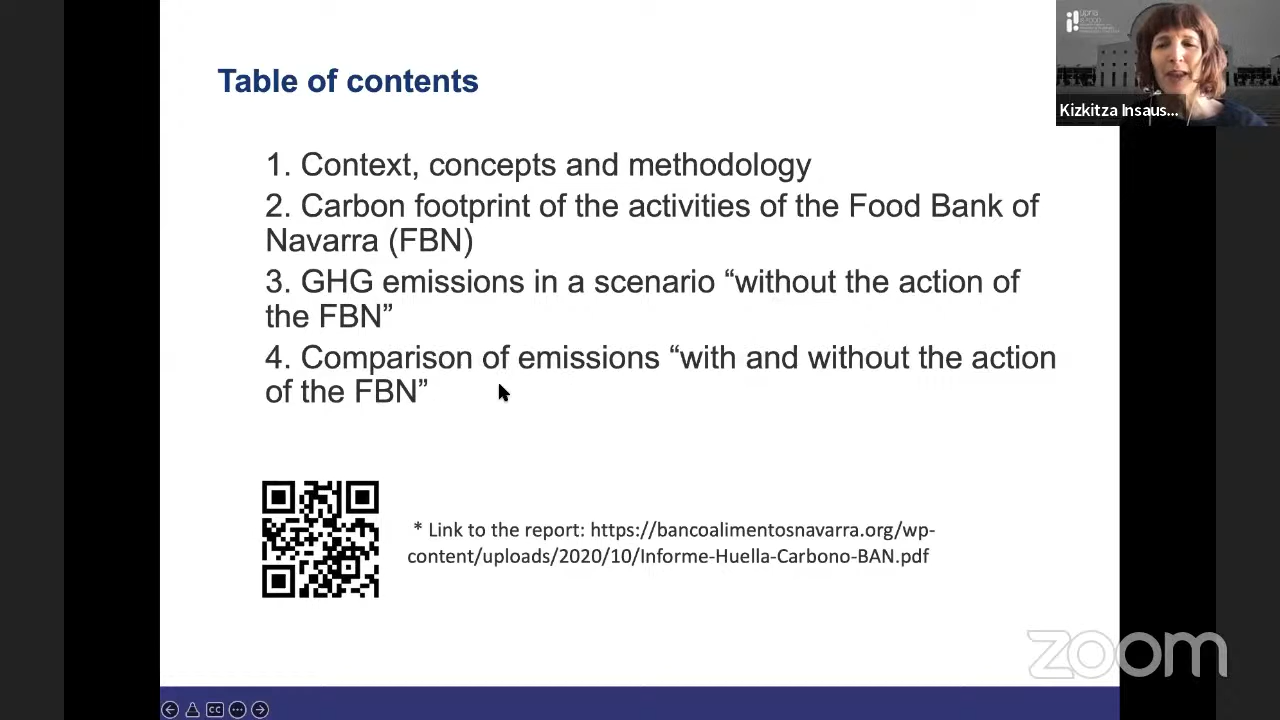 Table of contents
1. Context, concepts and methodology
2. Carbon footprint of the activities of the Food Bank of
Navarra (FBN)
3. GHG emissions in a scenario “without the action of
the FBN”
4. Comparison of emissions “with and without the action
of the FBN”
* Link to the report: https://bancoalimentosnavarra.org/wp-
content/uploads/2020/10/Informe-Huella-Carbono-BAN.pdf
Kizkitza Insaus...
zoom
CC